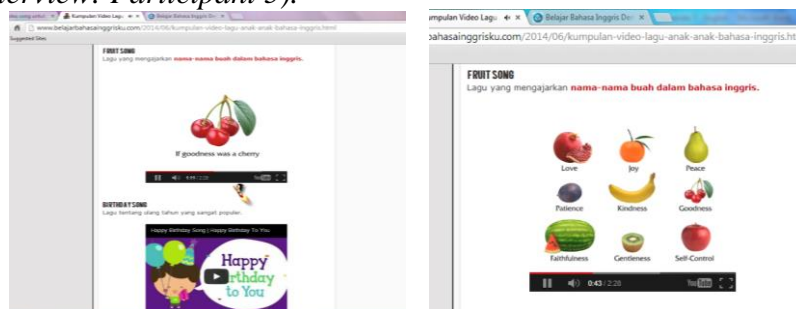 erview. Participant 3).
Kumpulan Video Lagu
Belajar Bahasa Inggris De
www.belajarbahasainggrisku.com/2014/06/kumpulan-video-lagu-anak-anak-bahasa-inggris.html
Suggested Sites
FRUIT SONG
Lagu yang mengajarkan nama-nama buah dalam bahasa inggris.
If goodness was a cherry
2:28
YouTube
BIRTHDAY SONG
Lagu tentang ulang tahun yang sangat populer.
Happy Birthday Song | Happy Birthday To You
Happy
rthday
to You
mpulan Video Lagu
Belajar Bahasa Inggris De
bahasainggrisku.com/2014/06/kumpulan-video-lagu-anak-anak-bahasa-inggris.ht
FRUIT SONG
Lagu yang mengajarkan nama-nama buah dalam bahasa inggris.
Love Joy Peace
Patience Kindness Goodness
Faithfulness Gentleness Self-Control
0:43 / 2:28
YouTube